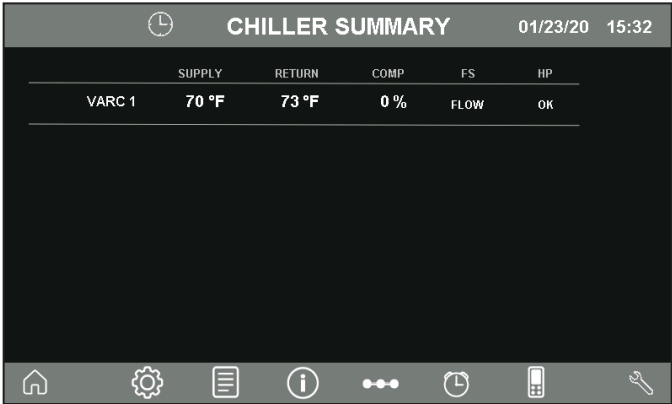 CHILLER SUMMARY 01/23/20 15:32
SUPPLY RETURN COMP FS HP
VARC 1 70 °F 73 °F 0 % FLOW OK